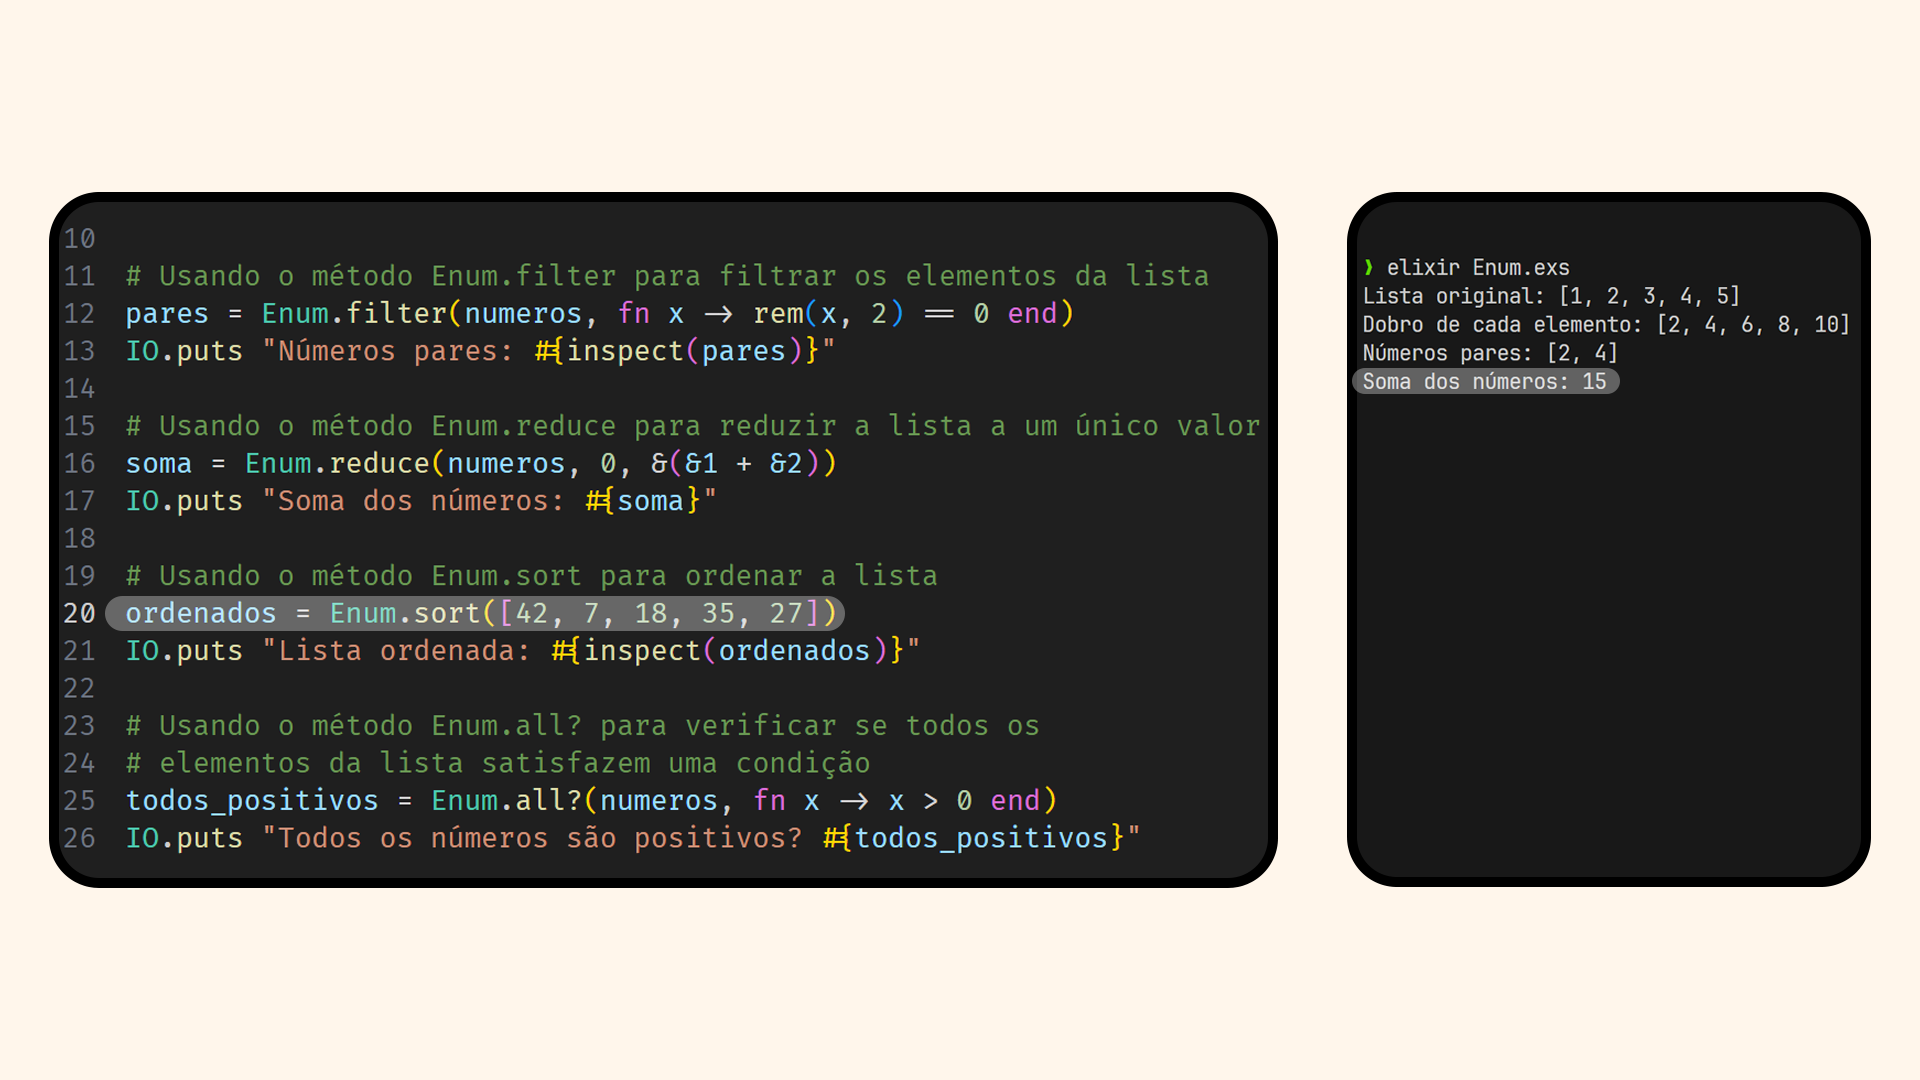 10
11 # Usando o método Enum.filter para filtrar os elementos da lista
12 pares = Enum.filter(numeros, fn x -> rem(x, 2) == 0 end)
13 IO.puts "Números pares: #{inspect(pares)}"
14
15 # Usando o método Enum.reduce para reduzir a lista a um único valor
16 soma = Enum.reduce(numeros, 0, &(&1 + &2))
17 IO.puts "Soma dos números: #{soma}"
18
19 # Usando o método Enum.sort para ordenar a lista
20 ordenados = Enum.sort([42, 7, 18, 35, 27])
21 IO.puts "Lista ordenada: #{inspect(ordenados)}"
22
23 # Usando o método Enum.all? para verificar se todos os
24 # elementos da lista satisfazem uma condição
25 todos_positivos = Enum.all?(numeros, fn x -> x > 0 end)
26 IO.puts "Todos os números são positivos? #{todos_positivos}"
❯ elixir Enum.exs
Lista original: [1, 2, 3, 4, 5]
Dobro de cada elemento: [2, 4, 6, 8, 10]
Números pares: [2, 4]
Soma dos números: 15